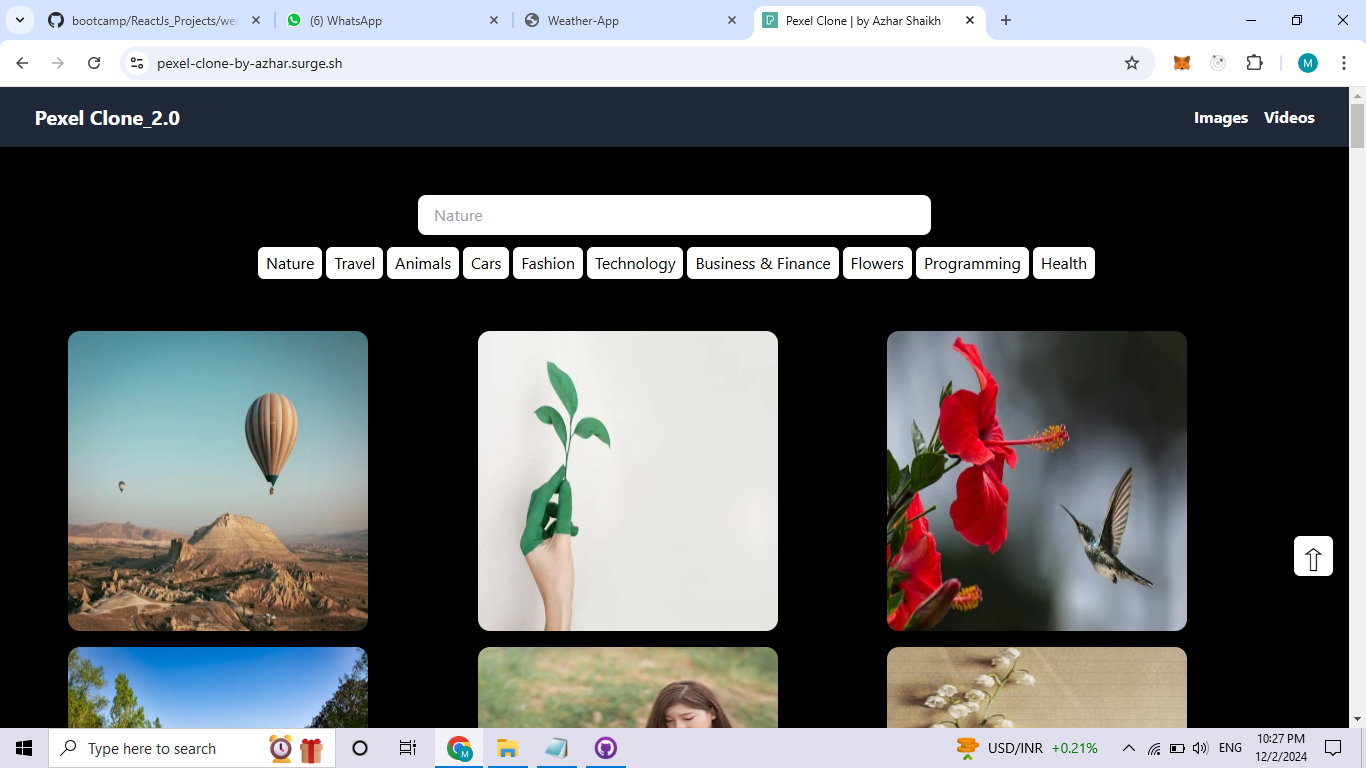 bootcamp/ReactJs_Projects/wea
(6) WhatsApp
Weather-App
Pexel Clone | by Azhar Shaikh
pexel-clone-by-azhar.surge.sh
M
Pexel Clone_2.0
Images
Videos
Nature
Nature
Travel
Animals
Cars
Fashion
Technology
Business & Finance
Flowers
Programming
Health
Type here to search
M
USD/INR +0.21%
ENG
10:27 PM
12/2/2024